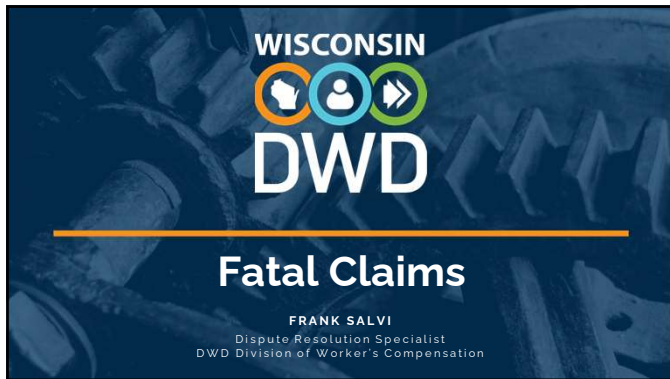 WISCONSIN
DWD
Fatal Claims
FRANK SALVI
Dispute Resolution Specialist
DWD Division of Worker's Compensation